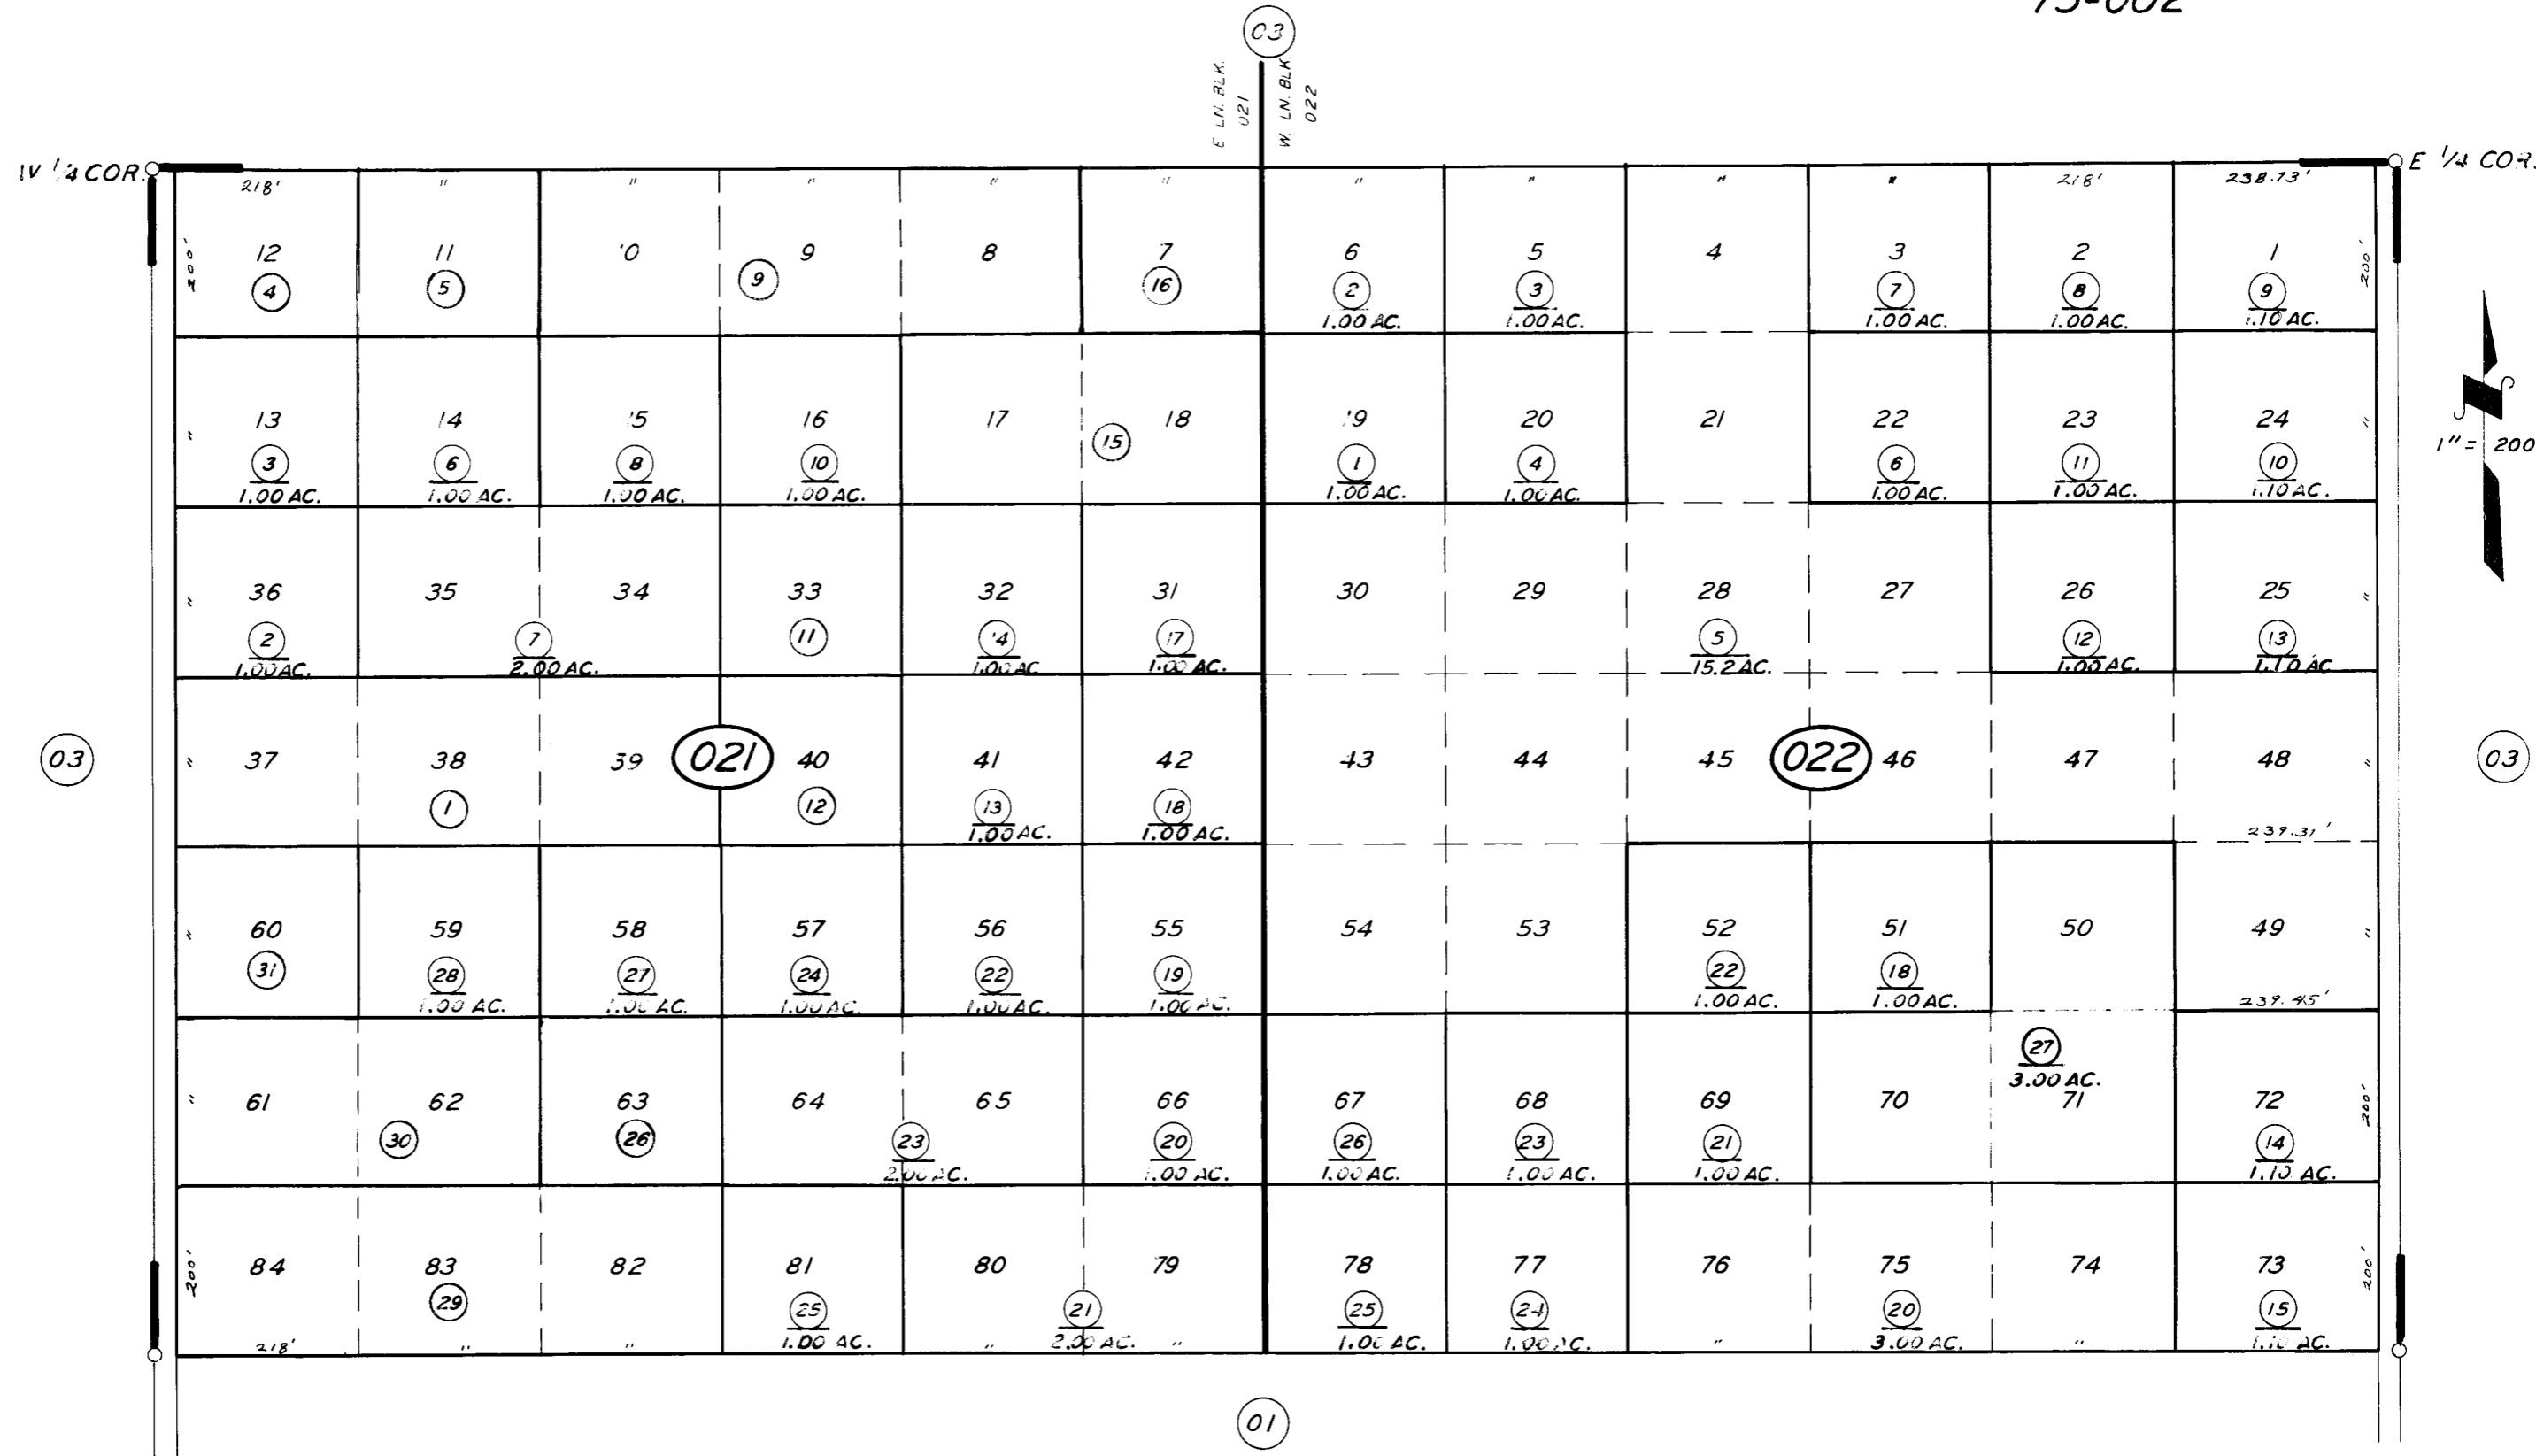 03
E LN. BLK. 021
W. LN. BLK. 022
W 1/4 COR.
E 1/4 COR.
218' " " " " " " " " " 218' 238.73'
200' 12 11 10 9 8 7 6 5 4 3 2 1 200'
4 5 9 16 2 3 7 8 9
1.00 AC. 1.00 AC. 1.00 AC. 1.00 AC. 1.10 AC.
" 13 14 15 16 17 18 19 20 21 22 23 24 "
3 6 8 10 15 1 4 6 11 10
1.00 AC. 1.00 AC. 1.00 AC. 1.00 AC. 1.00 AC. 1.00 AC. 1.00 AC. 1.00 AC. 1.10 AC.
1" = 200
" 36 35 34 33 32 31 30 29 28 27 26 25 "
2 7 11 14 17 5 12 13
1.00 AC. 2.00 AC. 1.00 AC 1.00 AC. 15.2 AC. 1.00 AC. 1.10 AC
03 " 37 38 39 021 40 41 42 43 44 45 022 46 47 48 " 03
1 12 13 18
1.00 AC. 1.00 AC. 239.31'
" 60 59 58 57 56 55 54 53 52 51 50 49 "
31 28 27 24 22 19 22 18
1.00 AC. 1.00 AC. 1.00 AC. 1.00 AC. 1.00 AC. 1.00 AC. 1.00 AC. 239.45'
27
3.00 AC.
" 61 62 63 64 65 66 67 68 69 70 71 72 200'
30 26 23 20 26 23 21 14
2.00 AC. 1.00 AC. 1.00 AC. 1.00 AC. 1.00 AC. 1.10 AC.
200' 84 83 82 81 80 79 78 77 76 75 74 73 200'
29 25 21 25 24 20 15
218' " " 1.00 AC. " 2.00 AC. " 1.00 AC. 1.00 AC. " 3.00 AC. " 1.10 AC.
01